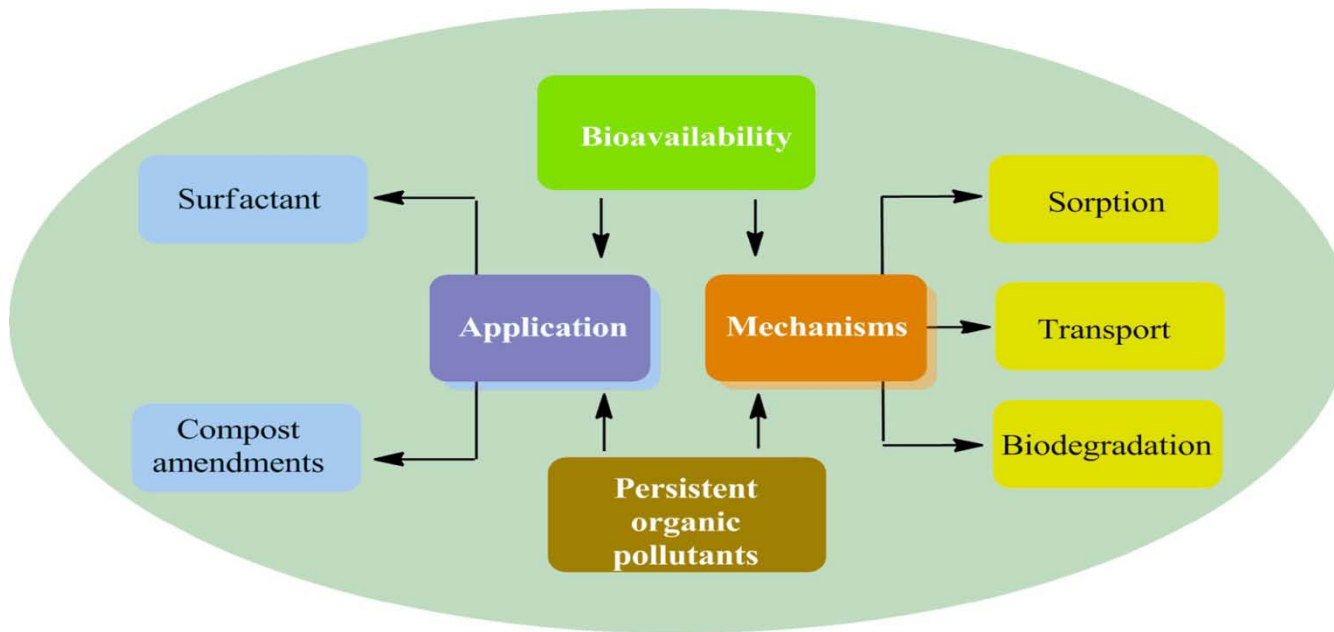 Bioavailability
Surfactant
Sorption
Application
Mechanisms
Transport
Compost
amendments
Biodegradation
Persistent
organic
pollutants